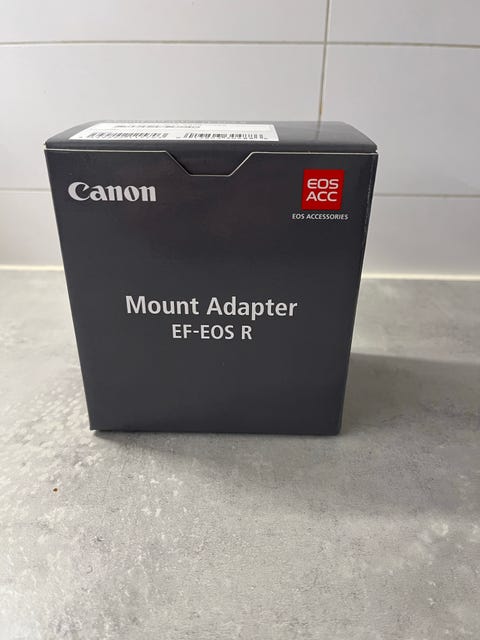 Canon
EOS
ACC
EOS ACCESSORIES
Mount Adapter
EF-EOS R